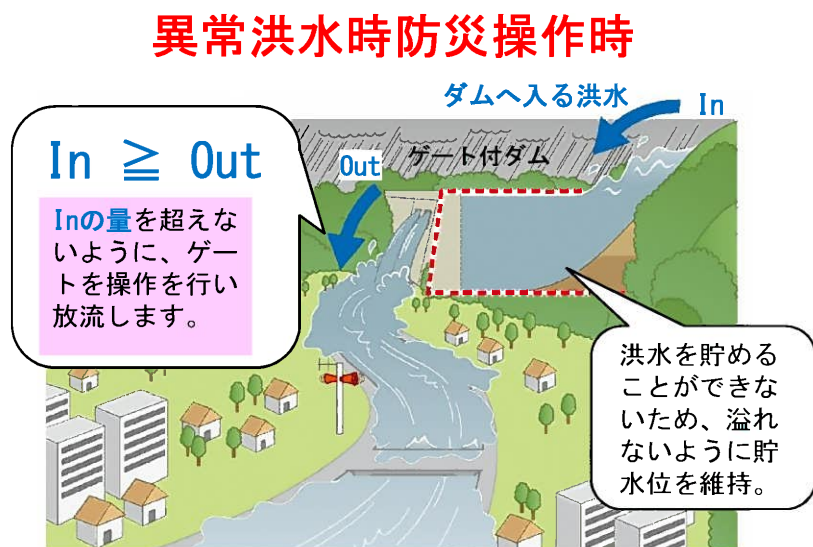 異常洪水時防災操作時
ダムへ入る洪水
In
In ≧ Out
Out
ゲート付ダム
Inの量を超えな
いように、ゲー
トを操作を行い
放流します。
洪水を貯める
ことができな
いため、溢れ
ないように貯
水位を維持。